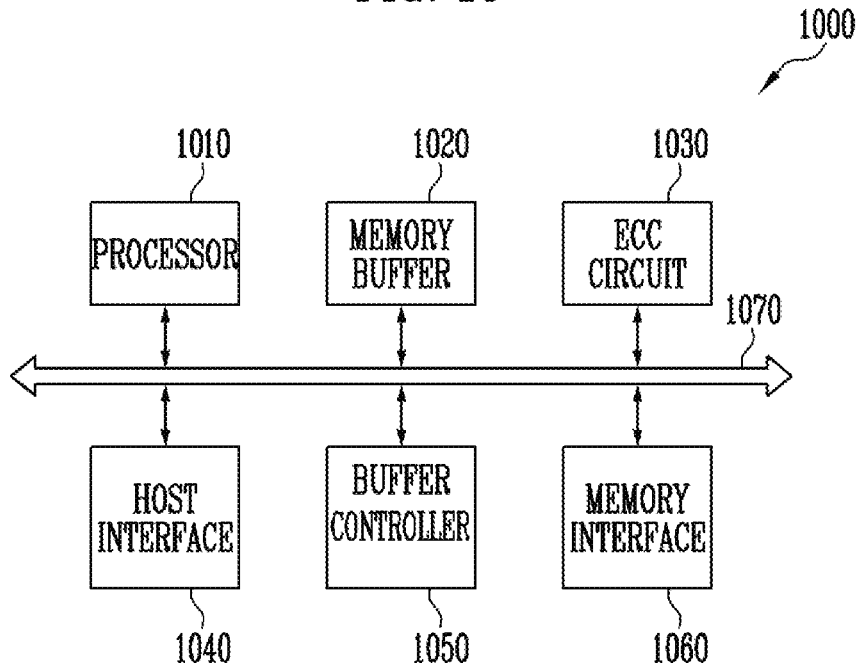 1000
1010
1020
1030
PROCESSOR
MEMORY
BUFFER
ECC
CIRCUIT
1070
HOST
INTERFACE
BUFFER
CONTROLLER
MEMORY
INTERFACE
1040
1050
1060